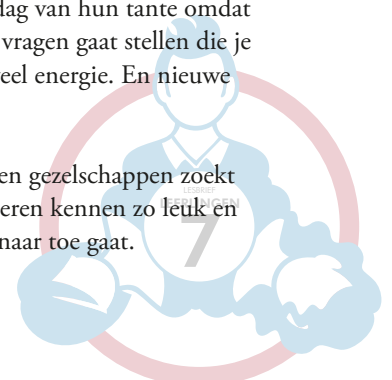 dag van hun tante omdat
vragen gaat stellen die je
eel energie. En nieuwe
en gezelschappen zoekt
LESBRIEF
eren kennen zo leuk en
LEERLINGEN
7
naar toe gaat.